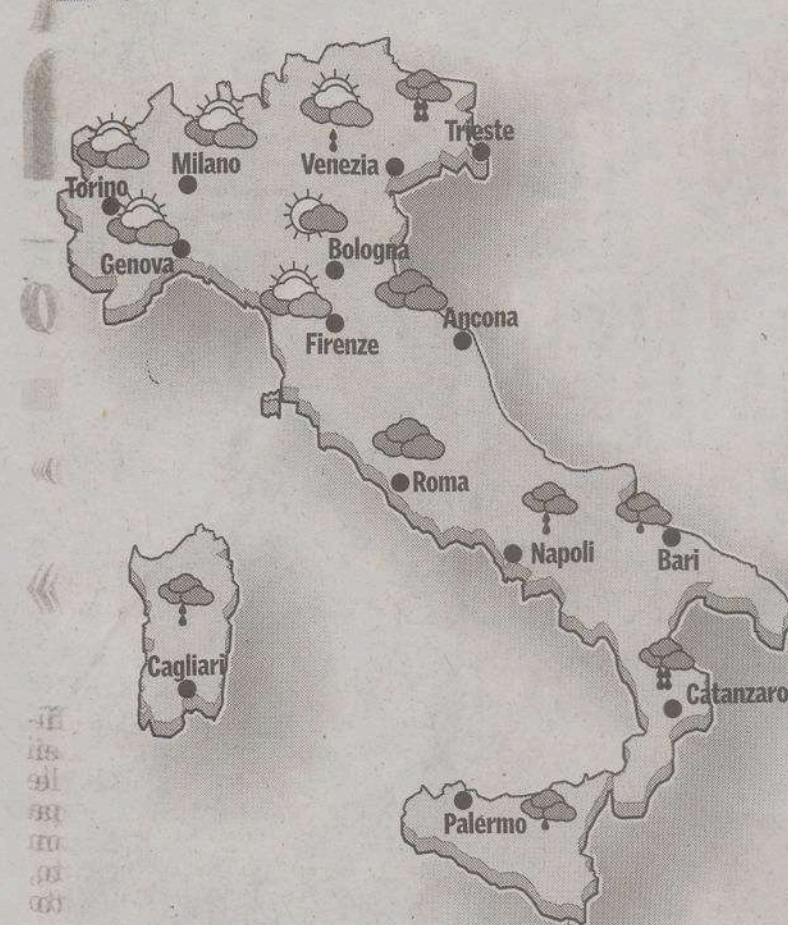 Trieste
Milano
Venezia
Torino
Bologna
Genova
Ancona
Firenze
Roma
Napoli
Bari
Cagliari
Catanzaro
Palermo